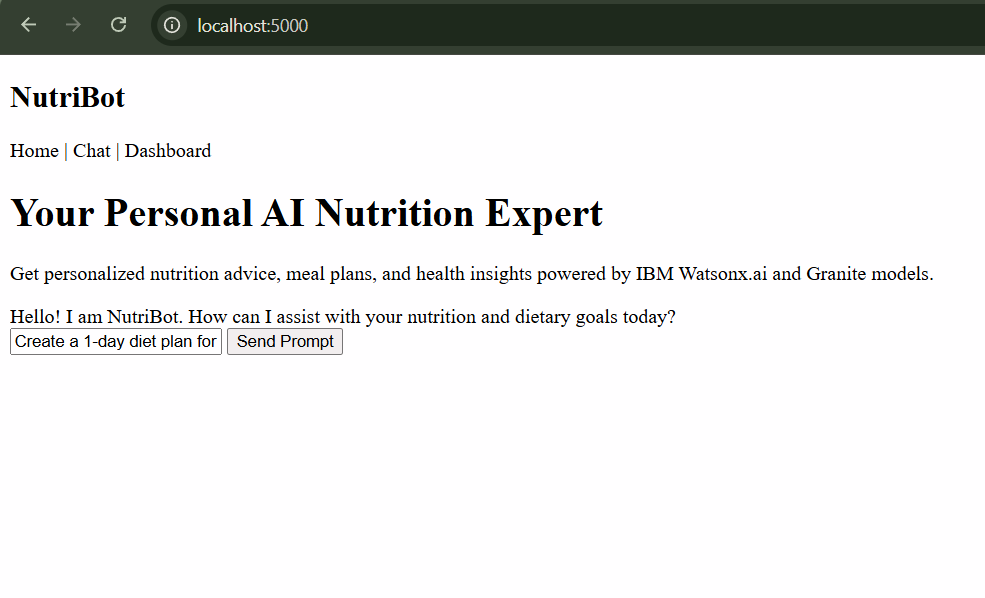 localhost:5000
NutriBot
Home | Chat | Dashboard
Your Personal AI Nutrition Expert
Get personalized nutrition advice, meal plans, and health insights powered by IBM Watsonx.ai and Granite models.
Hello! I am NutriBot. How can I assist with your nutrition and dietary goals today?
Create a 1-day diet plan for Send Prompt